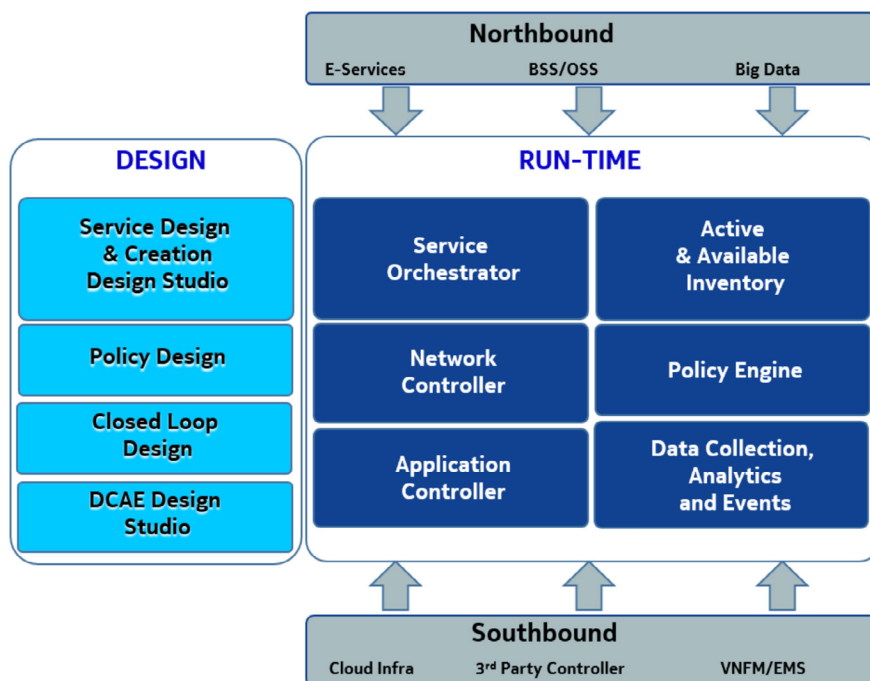 Northbound
E-Services BSS/OSS Big Data
DESIGN
Service Design
& Creation
Design Studio
Policy Design
Closed Loop
Design
DCAE Design
Studio
RUN-TIME
Service
Orchestrator
Active
& Available
Inventory
Network
Controller
Policy Engine
Application
Controller
Data Collection,
Analytics
and Events
Southbound
Cloud Infra 3rd Party Controller VNFM/EMS